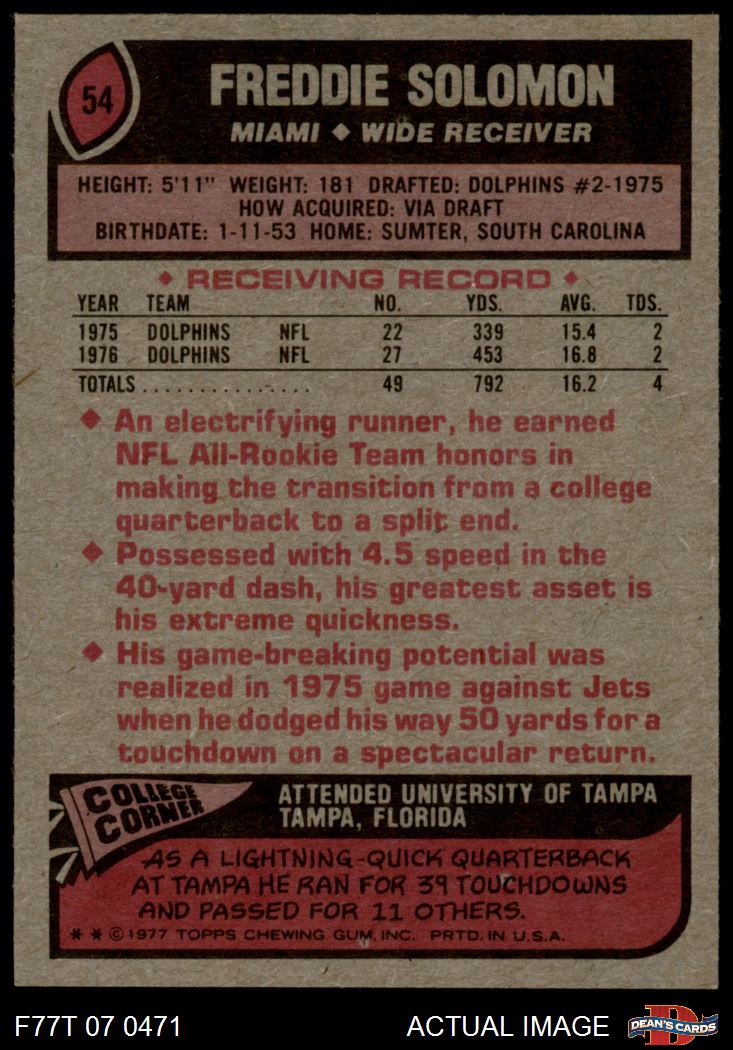 54
FREDDIE SOLOMON
MIAMI ◆ WIDE RECEIVER
HEIGHT: 5'11" WEIGHT: 181 DRAFTED: DOLPHINS #2-1975
HOW ACQUIRED: VIA DRAFT
BIRTHDATE: 1-11-53 HOME: SUMTER, SOUTH CAROLINA
◆ RECEIVING RECORD ◆
YEAR TEAM NO. YDS. AVG. TDS.
1975 DOLPHINS NFL 22 339 15.4 2
1976 DOLPHINS NFL 27 453 16.8 2
TOTALS . . . . . . . . . . . . . . . 49 792 16.2 4
◆ An electrifying runner, he earned
NFL All-Rookie Team honors in
making the transition from a college
quarterback to a split end.
◆ Possessed with 4.5 speed in the
40-yard dash, his greatest asset is
his extreme quickness.
◆ His game-breaking potential was
realized in 1975 game against Jets
when he dodged his way 50 yards for a
touchdown on a spectacular return.
COLLEGE
CORNER
ATTENDED UNIVERSITY OF TAMPA
TAMPA, FLORIDA
AS A LIGHTNING-QUICK QUARTERBACK
AT TAMPA HE RAN FOR 39 TOUCHDOWNS
AND PASSED FOR 11 OTHERS.
* * © 1977 TOPPS CHEWING GUM, INC. PRTD. IN U.S.A.
F77T 07 0471 ACTUAL IMAGE D DEAN'S CARDS